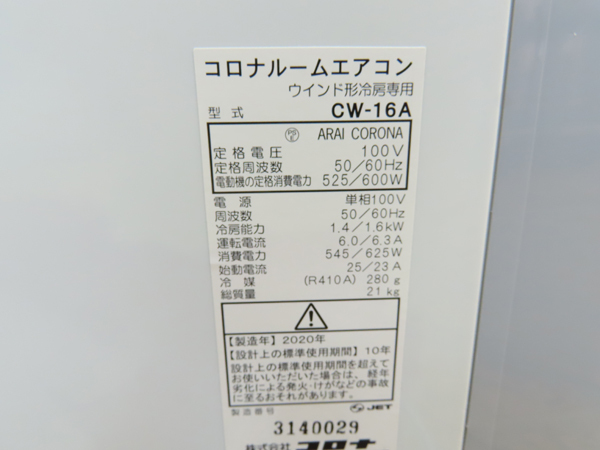 コロナルームエアコン
ウインド形冷房専用
型式 CW-16A
ARAI CORONA
定格電圧 100V
定格周波数 50/60Hz
電動機の定格消費電力 525/600W
電源 単相100V
周波数 50/60Hz
冷房能力 1.4/1.6kW
運転電流 6.0/6.3A
消費電力 545/625W
始動電流 25/23A
冷媒 (R410A) 280g
総質量 21kg
【製造年】2020年
【設計上の標準使用期間】10年
設計上の標準使用期間を超えて
お使いいただいた場合は、経年
劣化による発火・けがなどの事故
に至るおそれがあります。
製造番号 JET
3140029
株式会社 コロナ